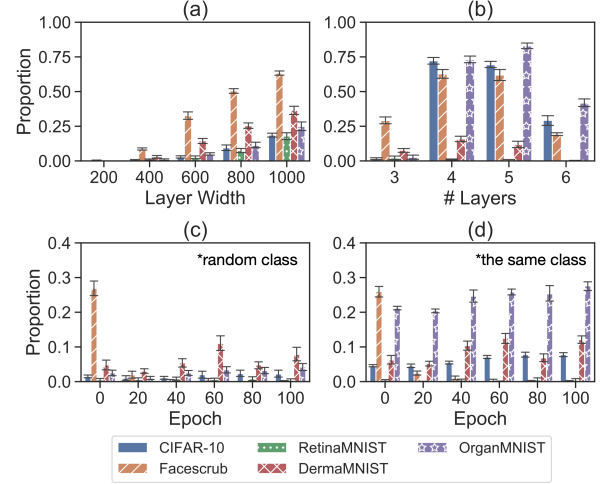 (a)
1.00
0.75
0.50
0.25
0.00
Proportion
200 400 600 800 1000
Layer Width
(b)
1.00
0.75
0.50
0.25
0.00
3 4 5 6
# Layers
(c)
0.4
0.3
0.2
0.1
0.0
Proportion
*random class
0 20 40 60 80 100
Epoch
(d)
0.4
0.3
0.2
0.1
0.0
*the same class
0 20 40 60 80 100
Epoch
CIFAR-10 RetinaMNIST OrganMNIST
Facescrub DermaMNIST